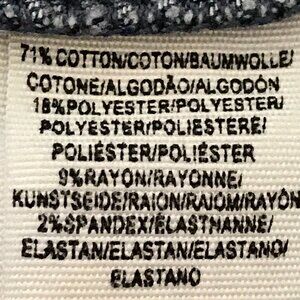 71% COTTON/COTON/BAUMWOLLE/
COTONE/ALGODÃO/ALGODÓN
18%POLYESTER/POLYESTER/
POLYESTER/POLIESTERE/
POLIÉSTER/POLIÉSTER
9%RAYON/RAYONNE/
KUNSTSEIDE/RAION/RAIOM/RAYÓN
2%SPANDEX/ÉLASTHANNE/
ELASTAN/ELASTAN/ELASTANO/
ELASTANO